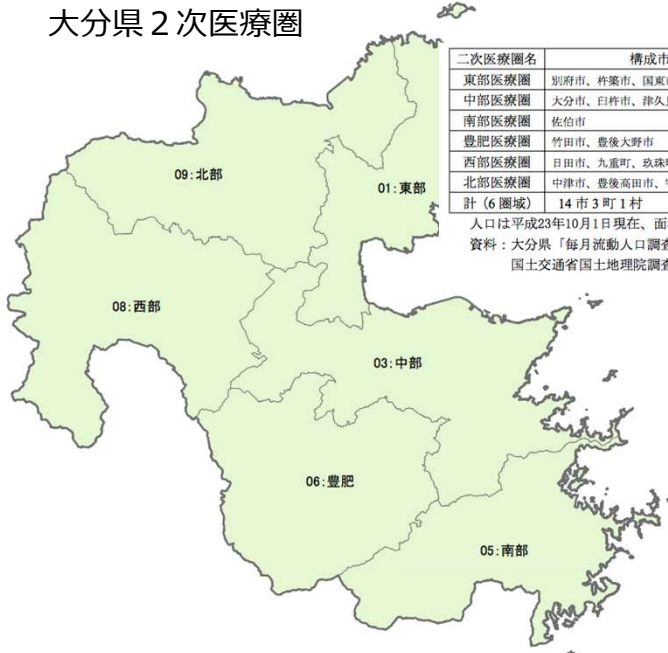 大分県２次医療圏
二次医療圏名 構成市
東部医療圏 別府市、杵築市、国東
中部医療圏 大分市、臼杵市、津久
南部医療圏 佐伯市
豊肥医療圏 竹田市、豊後大野市
西部医療圏 日田市、九重町、玖珠
北部医療圏 中津市、豊後高田市、
計（6 圏域） 14 市 3 町 1 村
人口は平成23年10月1日現在、面
資料：大分県「毎月流動人口調査
国土交通省国土地理院調査
09:北部
01:東部
08:西部
03:中部
06:豊肥
05:南部